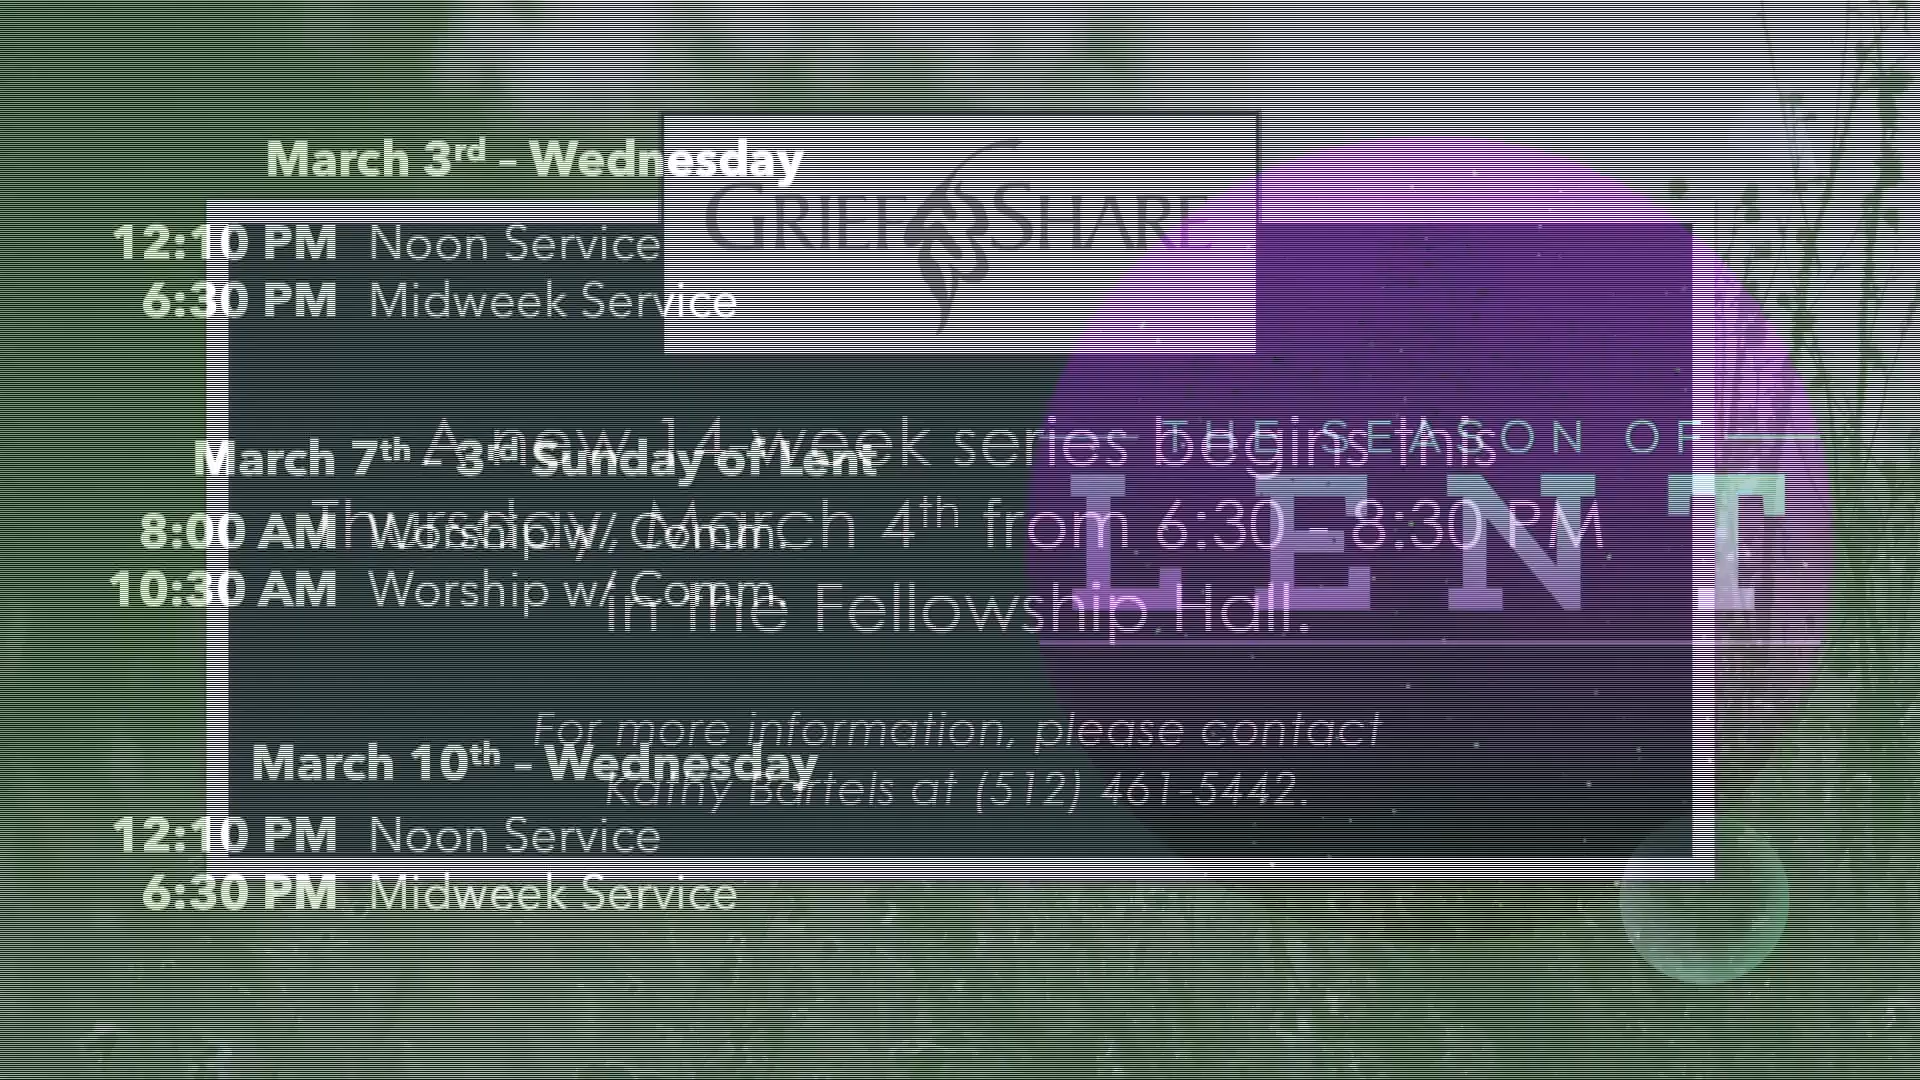 March 3rd – Wednesday
12:10 PM Noon Service
6:30 PM Midweek Service
March 7th – 3rd Sunday of Lent
8:00 AM Worship w/ Comm.
10:30 AM Worship w/ Comm.
March 10th – Wednesday
12:10 PM Noon Service
6:30 PM Midweek Service
GRIEFSHARE
A new 14-week series begins this
Thursday, March 4th from 6:30 - 8:30 PM
in the Fellowship Hall.
For more information, please contact
Kathy Bartels at (512) 461-5442.
THE SEASON OF
LENT